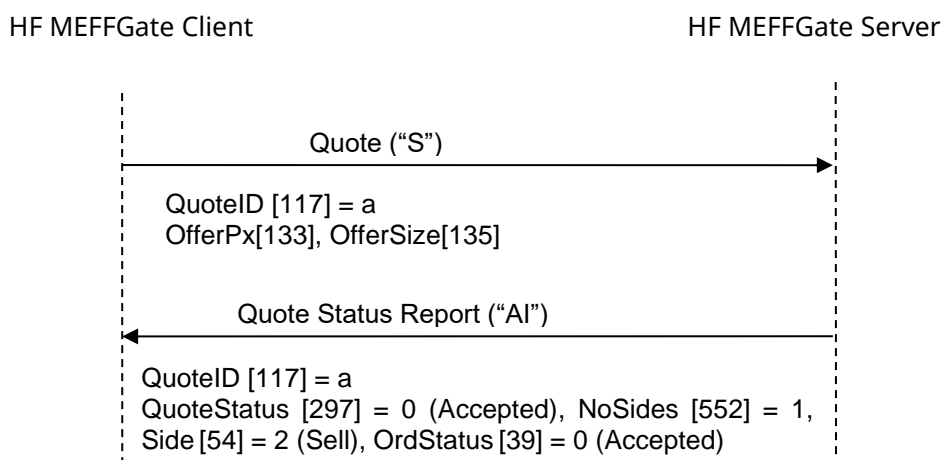 HF MEFFGate Client
HF MEFFGate Server
Quote (“S”)
QuoteID [117] = a
OfferPx[133], OfferSize[135]
Quote Status Report (“AI”)
QuoteID [117] = a
QuoteStatus [297] = 0 (Accepted), NoSides [552] = 1,
Side [54] = 2 (Sell), OrdStatus [39] = 0 (Accepted)